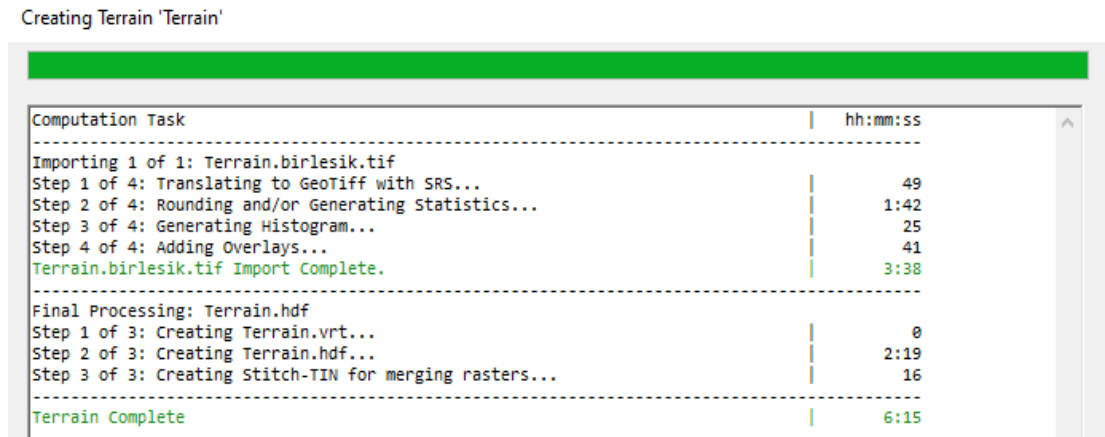 Creating Terrain 'Terrain'
Computation Task | hh:mm:ss
Importing 1 of 1: Terrain.birlesik.tif
Step 1 of 4: Translating to GeoTiff with SRS... | 49
Step 2 of 4: Rounding and/or Generating Statistics... | 1:42
Step 3 of 4: Generating Histogram... | 25
Step 4 of 4: Adding Overlays... | 41
Terrain.birlesik.tif Import Complete. | 3:38
Final Processing: Terrain.hdf
Step 1 of 3: Creating Terrain.vrt... | 0
Step 2 of 3: Creating Terrain.hdf... | 2:19
Step 3 of 3: Creating Stitch-TIN for merging rasters... | 16
Terrain Complete | 6:15